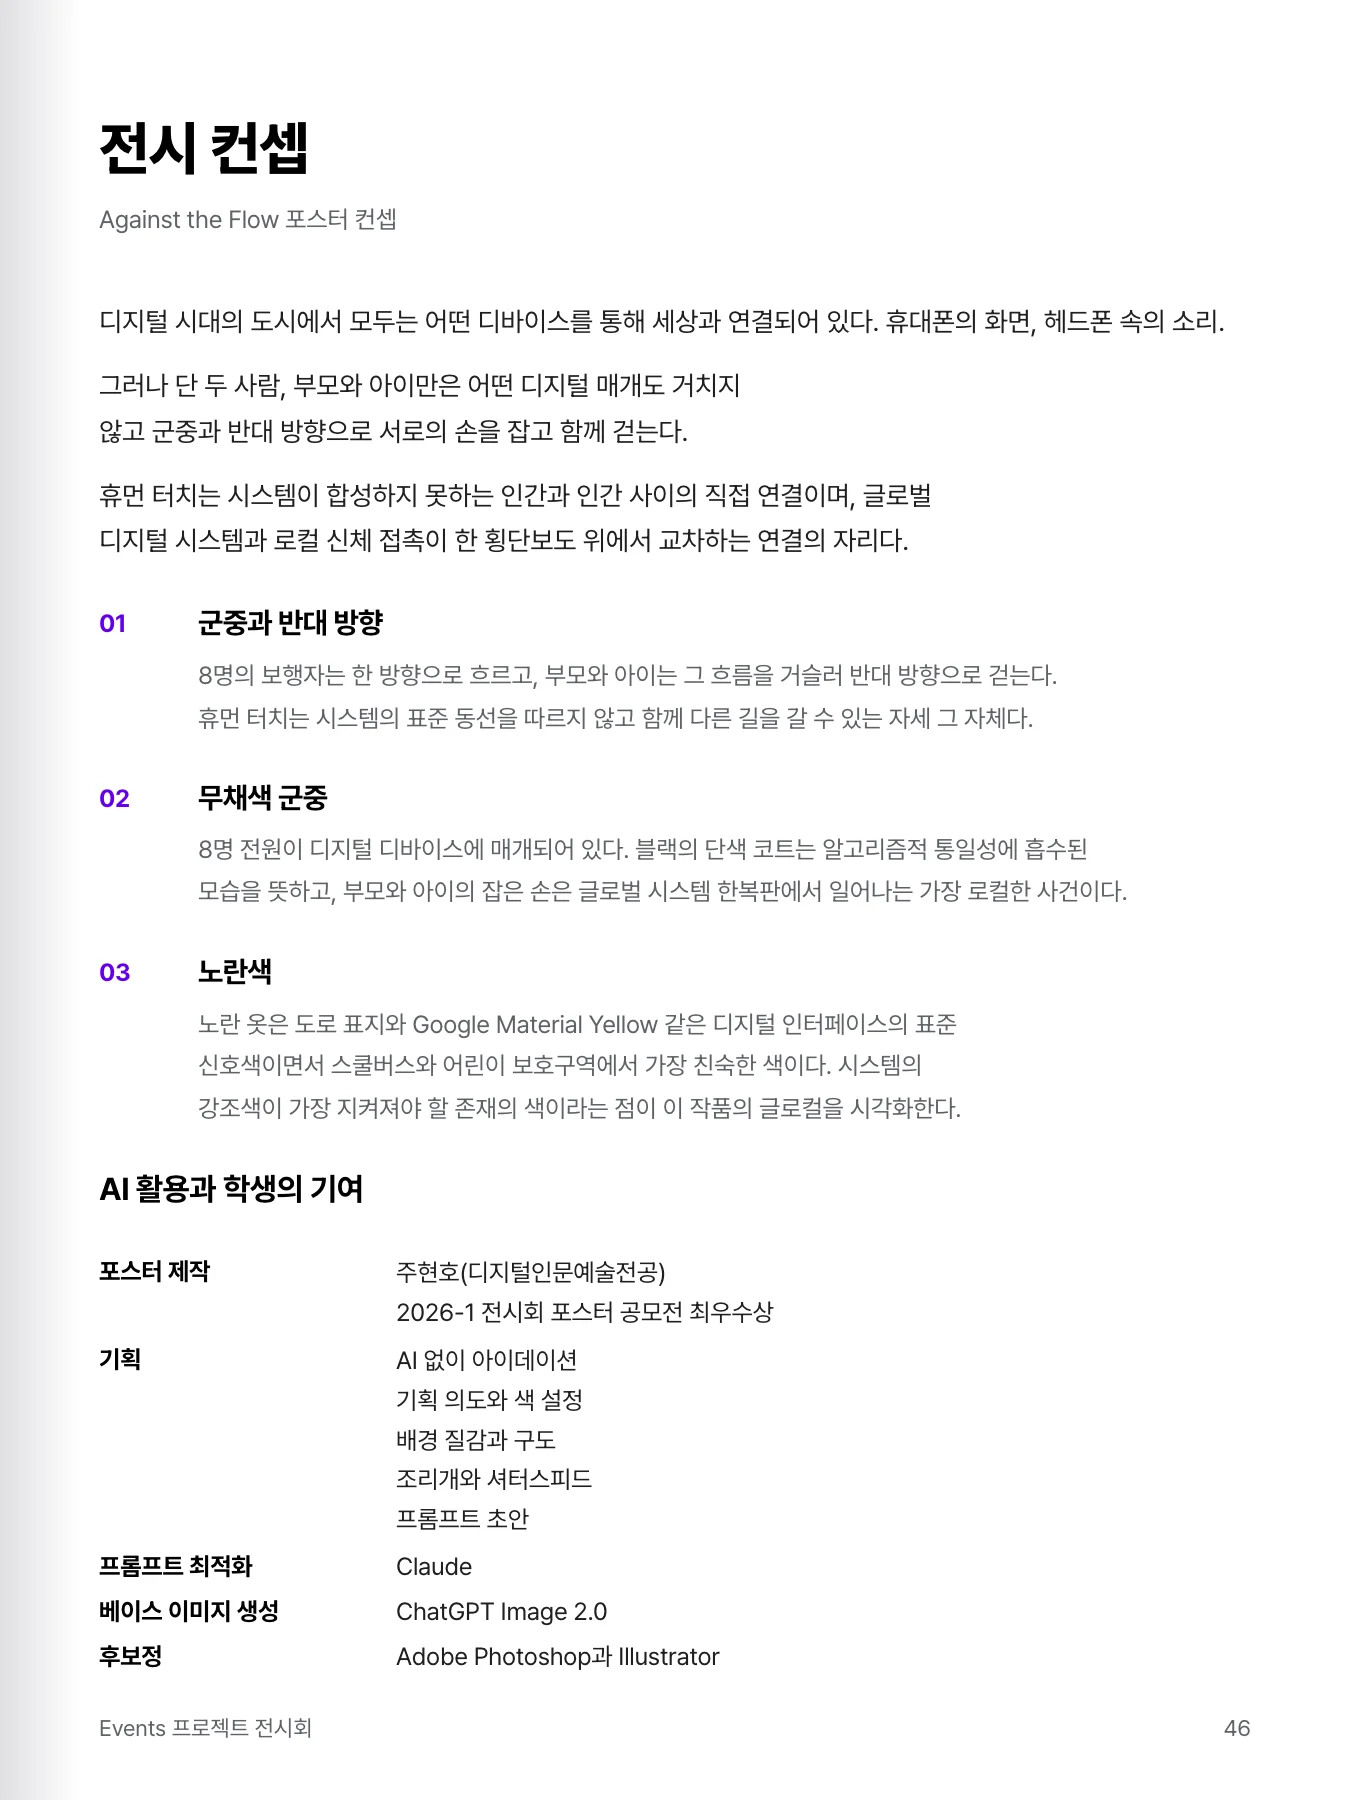 전시 컨셉
Against the Flow 포스터 컨셉
디지털 시대의 도시에서 모두는 어떤 디바이스를 통해 세상과 연결되어 있다. 휴대폰의 화면, 헤드폰 속의 소리.
그러나 단 두 사람, 부모와 아이만은 어떤 디지털 매개도 거치지
않고 군중과 반대 방향으로 서로의 손을 잡고 함께 걷는다.
휴먼 터치는 시스템이 합성하지 못하는 인간과 인간 사이의 직접 연결이며, 글로벌
디지털 시스템과 로컬 신체 접촉이 한 횡단보도 위에서 교차하는 연결의 자리다.
01 군중과 반대 방향
8명의 보행자는 한 방향으로 흐르고, 부모와 아이는 그 흐름을 거슬러 반대 방향으로 걷는다.
휴먼 터치는 시스템의 표준 동선을 따르지 않고 함께 다른 길을 갈 수 있는 자세 그 자체다.
02 무채색 군중
8명 전원이 디지털 디바이스에 매개되어 있다. 블랙의 단색 코트는 알고리즘적 통일성에 흡수된
모습을 뜻하고, 부모와 아이의 잡은 손은 글로벌 시스템 한복판에서 일어나는 가장 로컬한 사건이다.
03 노란색
노란 옷은 도로 표지와 Google Material Yellow 같은 디지털 인터페이스의 표준
신호색이면서 스쿨버스와 어린이 보호구역에서 가장 친숙한 색이다. 시스템의
강조색이 가장 지켜져야 할 존재의 색이라는 점이 이 작품의 글로컬을 시각화한다.
AI 활용과 학생의 기여
포스터 제작 주현호(디지털인문예술전공)
2026-1 전시회 포스터 공모전 최우수상
기획 AI 없이 아이데이션
기획 의도와 색 설정
배경 질감과 구도
조리개와 셔터스피드
프롬프트 초안
프롬프트 최적화 Claude
베이스 이미지 생성 ChatGPT Image 2.0
후보정 Adobe Photoshop과 Illustrator
Events 프로젝트 전시회 46